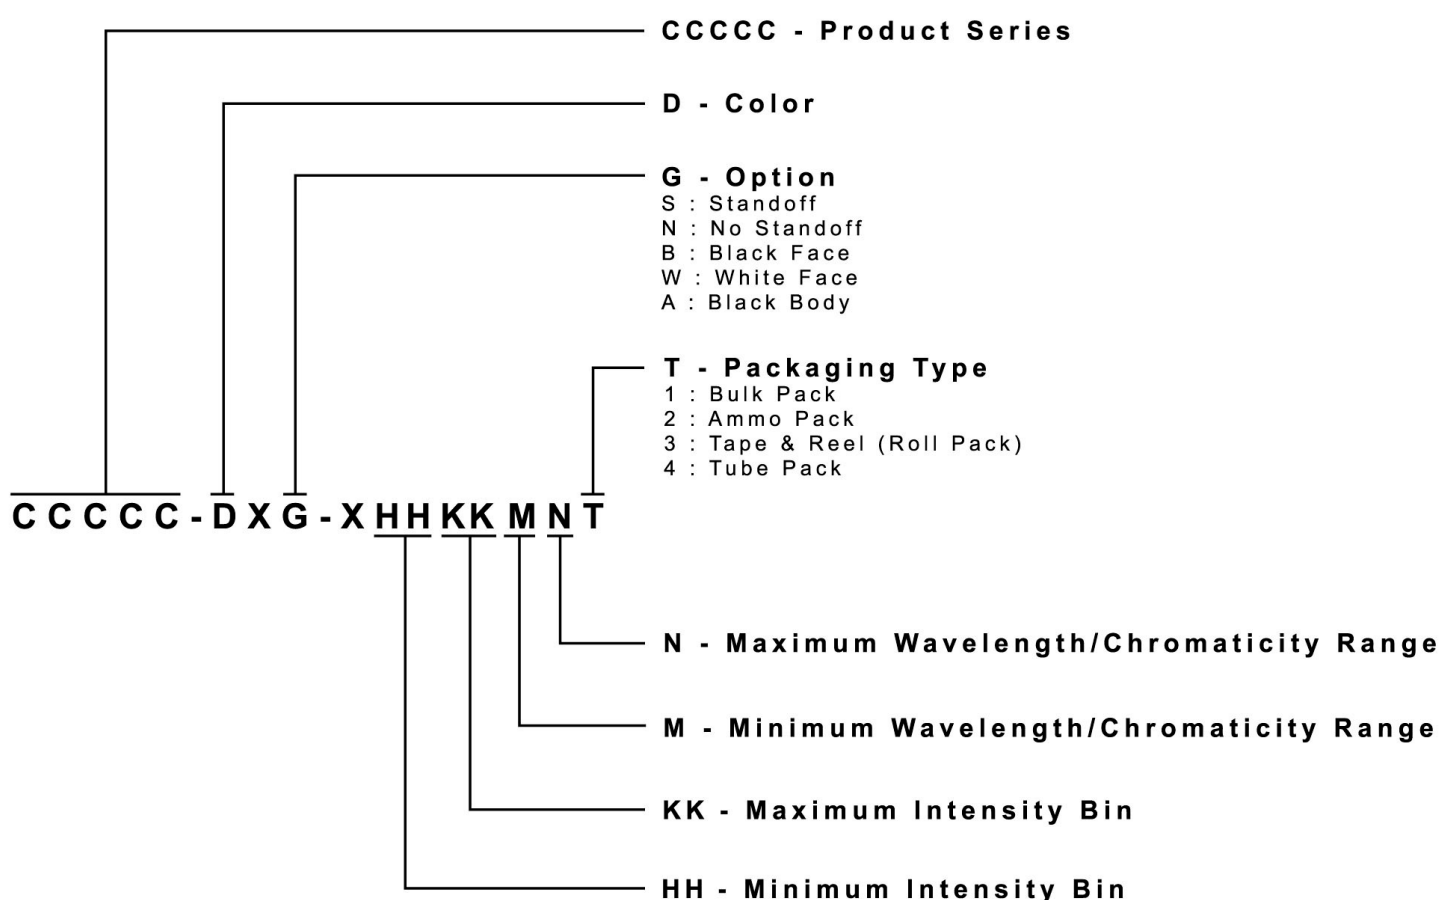 CCCCC - Product Series
D - Color
G - Option
S : Standoff
N : No Standoff
B : Black Face
W : White Face
A : Black Body
T - Packaging Type
1 : Bulk Pack
2 : Ammo Pack
3 : Tape & Reel (Roll Pack)
4 : Tube Pack
CCCCC-DXG-XHHKKMNT
N - Maximum Wavelength/Chromaticity Range
M - Minimum Wavelength/Chromaticity Range
KK - Maximum Intensity Bin
HH - Minimum Intensity Bin